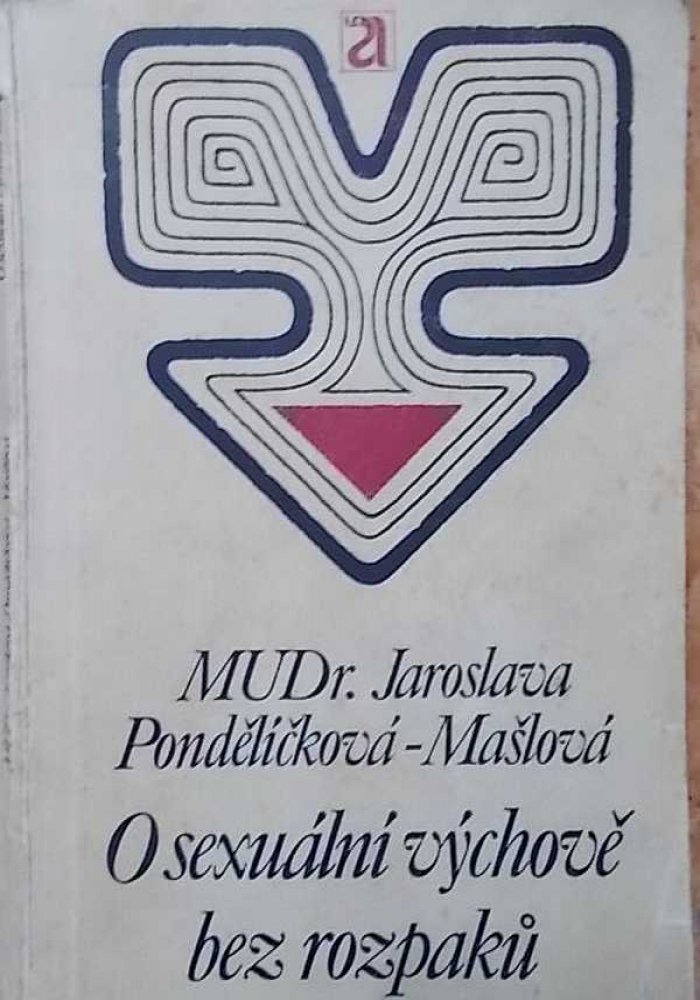 MUDr. Jaroslava
Pondělíčková-Mašlová
O sexuální výchově
bez rozpaků